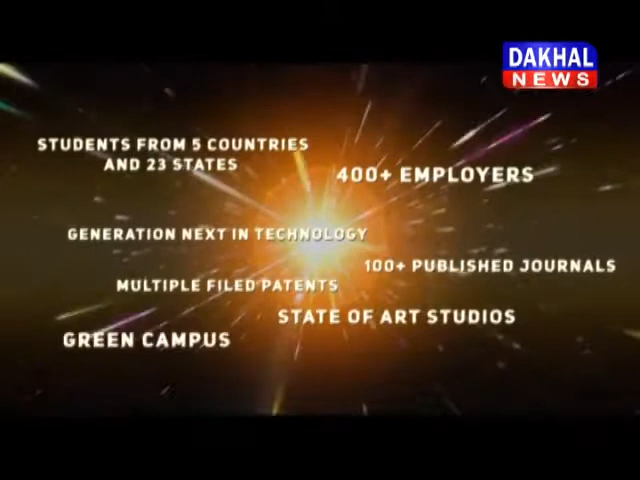 DAKHAL
NEWS
STUDENTS FROM 5 COUNTRIES
AND 23 STATES
400+ EMPLOYERS
GENERATION NEXT IN TECHNOLOGY
100+ PUBLISHED JOURNALS
MULTIPLE FILED PATENTS
STATE OF ART STUDIOS
GREEN CAMPUS